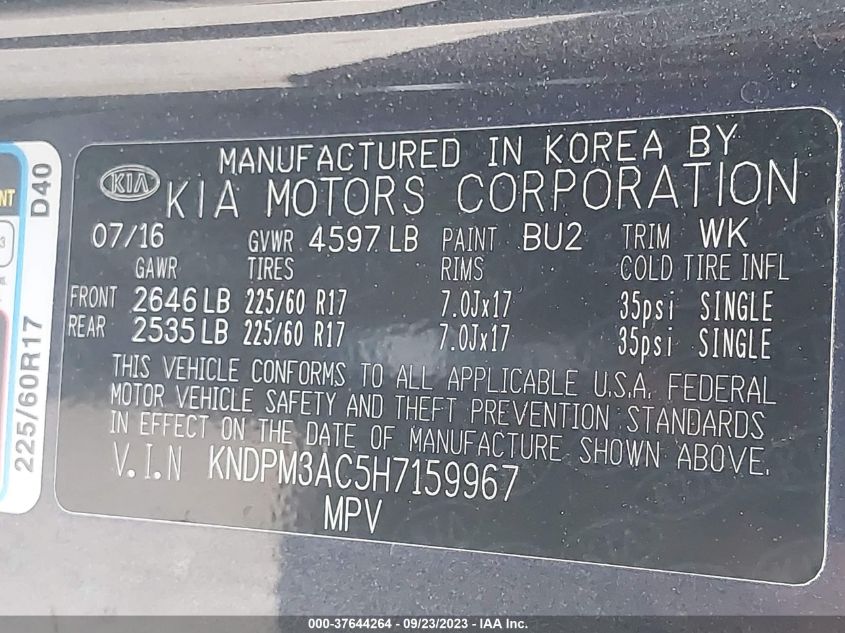 MANUFACTURED IN KOREA BY
KIA
KIA MOTORS CORPORATION
07/16 GVWR 4597 LB PAINT BU2 TRIM WK
GAWR TIRES RIMS COLD TIRE INFL
FRONT 2646 LB 225/60 R17 7.0Jx17 35psi SINGLE
REAR 2535 LB 225/60 R17 7.0Jx17 35psi SINGLE
THIS VEHICLE CONFORMS TO ALL APPLICABLE U.S.A. FEDERAL
MOTOR VEHICLE SAFETY AND THEFT PREVENTION STANDARDS
IN EFFECT ON THE DATE OF MANUFACTURE SHOWN ABOVE.
V.I.N KNDPM3AC5H7159967
MPV
225/60R17 D40
NT
3
000-37644264 - 09/23/2023 - IAA Inc.